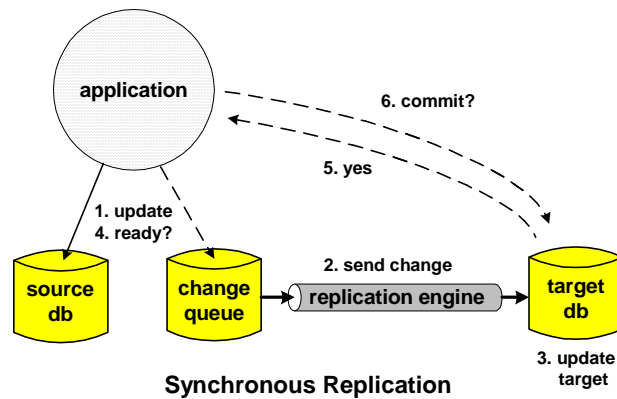 application
6. commit?
5. yes
1. update
4. ready?
2. send change
source
db
change
queue
replication engine
target
db
3. update
target
Synchronous Replication